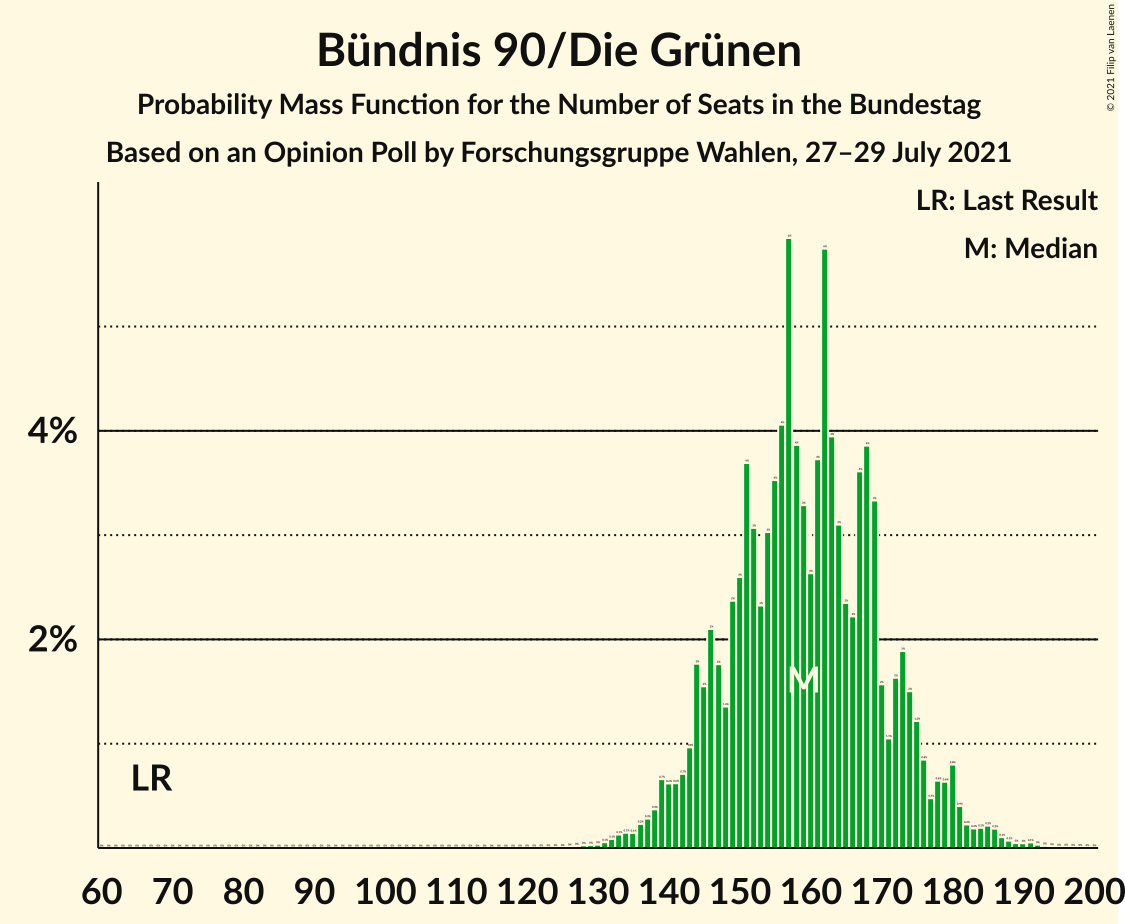 Bündnis 90/Die Grünen
Probability Mass Function for the Number of Seats in the Bundestag
Based on an Opinion Poll by Forschungsgruppe Wahlen, 27–29 July 2021
© 2021 Filip van Laenen
LR: Last Result
M: Median
4%
2%
M
LR
60 70 80 90 100 110 120 130 140 150 160 170 180 190 200